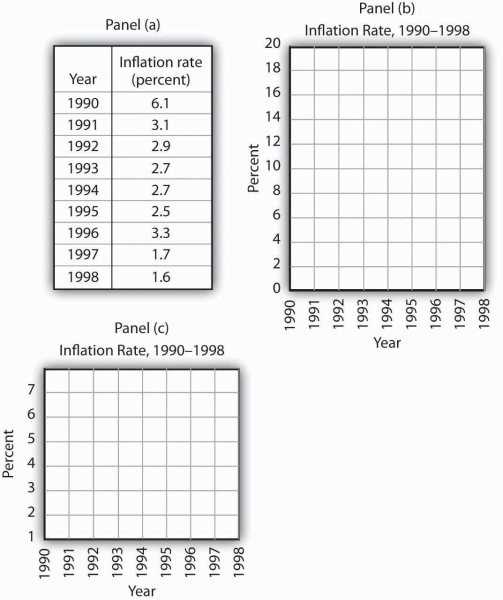 Panel (a)
Inflation rate
Year (percent)
1990 6.1
1991 3.1
1992 2.9
1993 2.7
1994 2.7
1995 2.5
1996 3.3
1997 1.7
1998 1.6
Panel (b)
Inflation Rate, 1990–1998
20
18
16
14
12
10
8
6
4
2
0
Percent
1990 1991 1992 1993 1994 1995 1996 1997 1998
Year
Panel (c)
Inflation Rate, 1990–1998
7
6
5
4
3
2
1
Percent
1990 1991 1992 1993 1994 1995 1996 1997 1998
Year